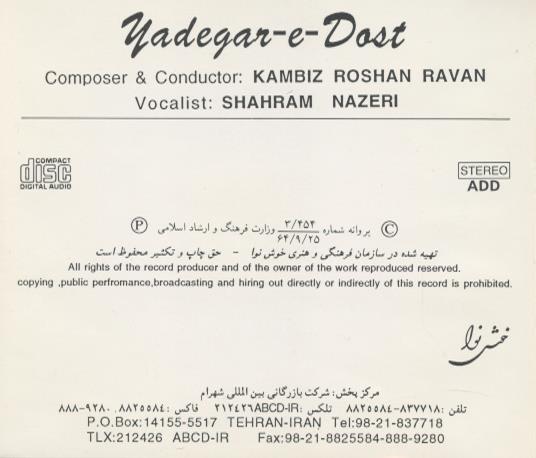 Yadegar-e-Dost
Composer & Conductor: KAMBIZ ROSHAN RAVAN
Vocalist: SHAHRAM NAZERI
COMPACT
disc
DIGITAL AUDIO
STEREO
ADD
Ⓒ پروانه شماره ۳/۴۵۴ وزارت فرهنگ و ارشاد اسلامی Ⓟ
۶۴/۹/۲۵
تهیه شده در سازمان فرهنگی و هنری خوش نوا - حق چاپ و تکثیر محفوظ است
All rights of the record producer and of the owner of the work reproduced reserved.
copying ,public perfromance,broadcasting and hiring out directly or indirectly of this record is prohibited.
خش نوا
مرکز پخش: شرکت بازرگانی بین المللی شهرام
تلفن: ۸۳۷۷۱۸-۸۸۲۵۵۸٤ تلکس: ۲۱۲٤۲٦ABCD-IR فاکس: ۸۸۲۵۵۸٤ . ۹۲۸۰-۸۸۸
P.O.Box:14155-5517 TEHRAN-IRAN Tel:98-21-837718
TLX:212426 ABCD-IR Fax:98-21-8825584-888-9280